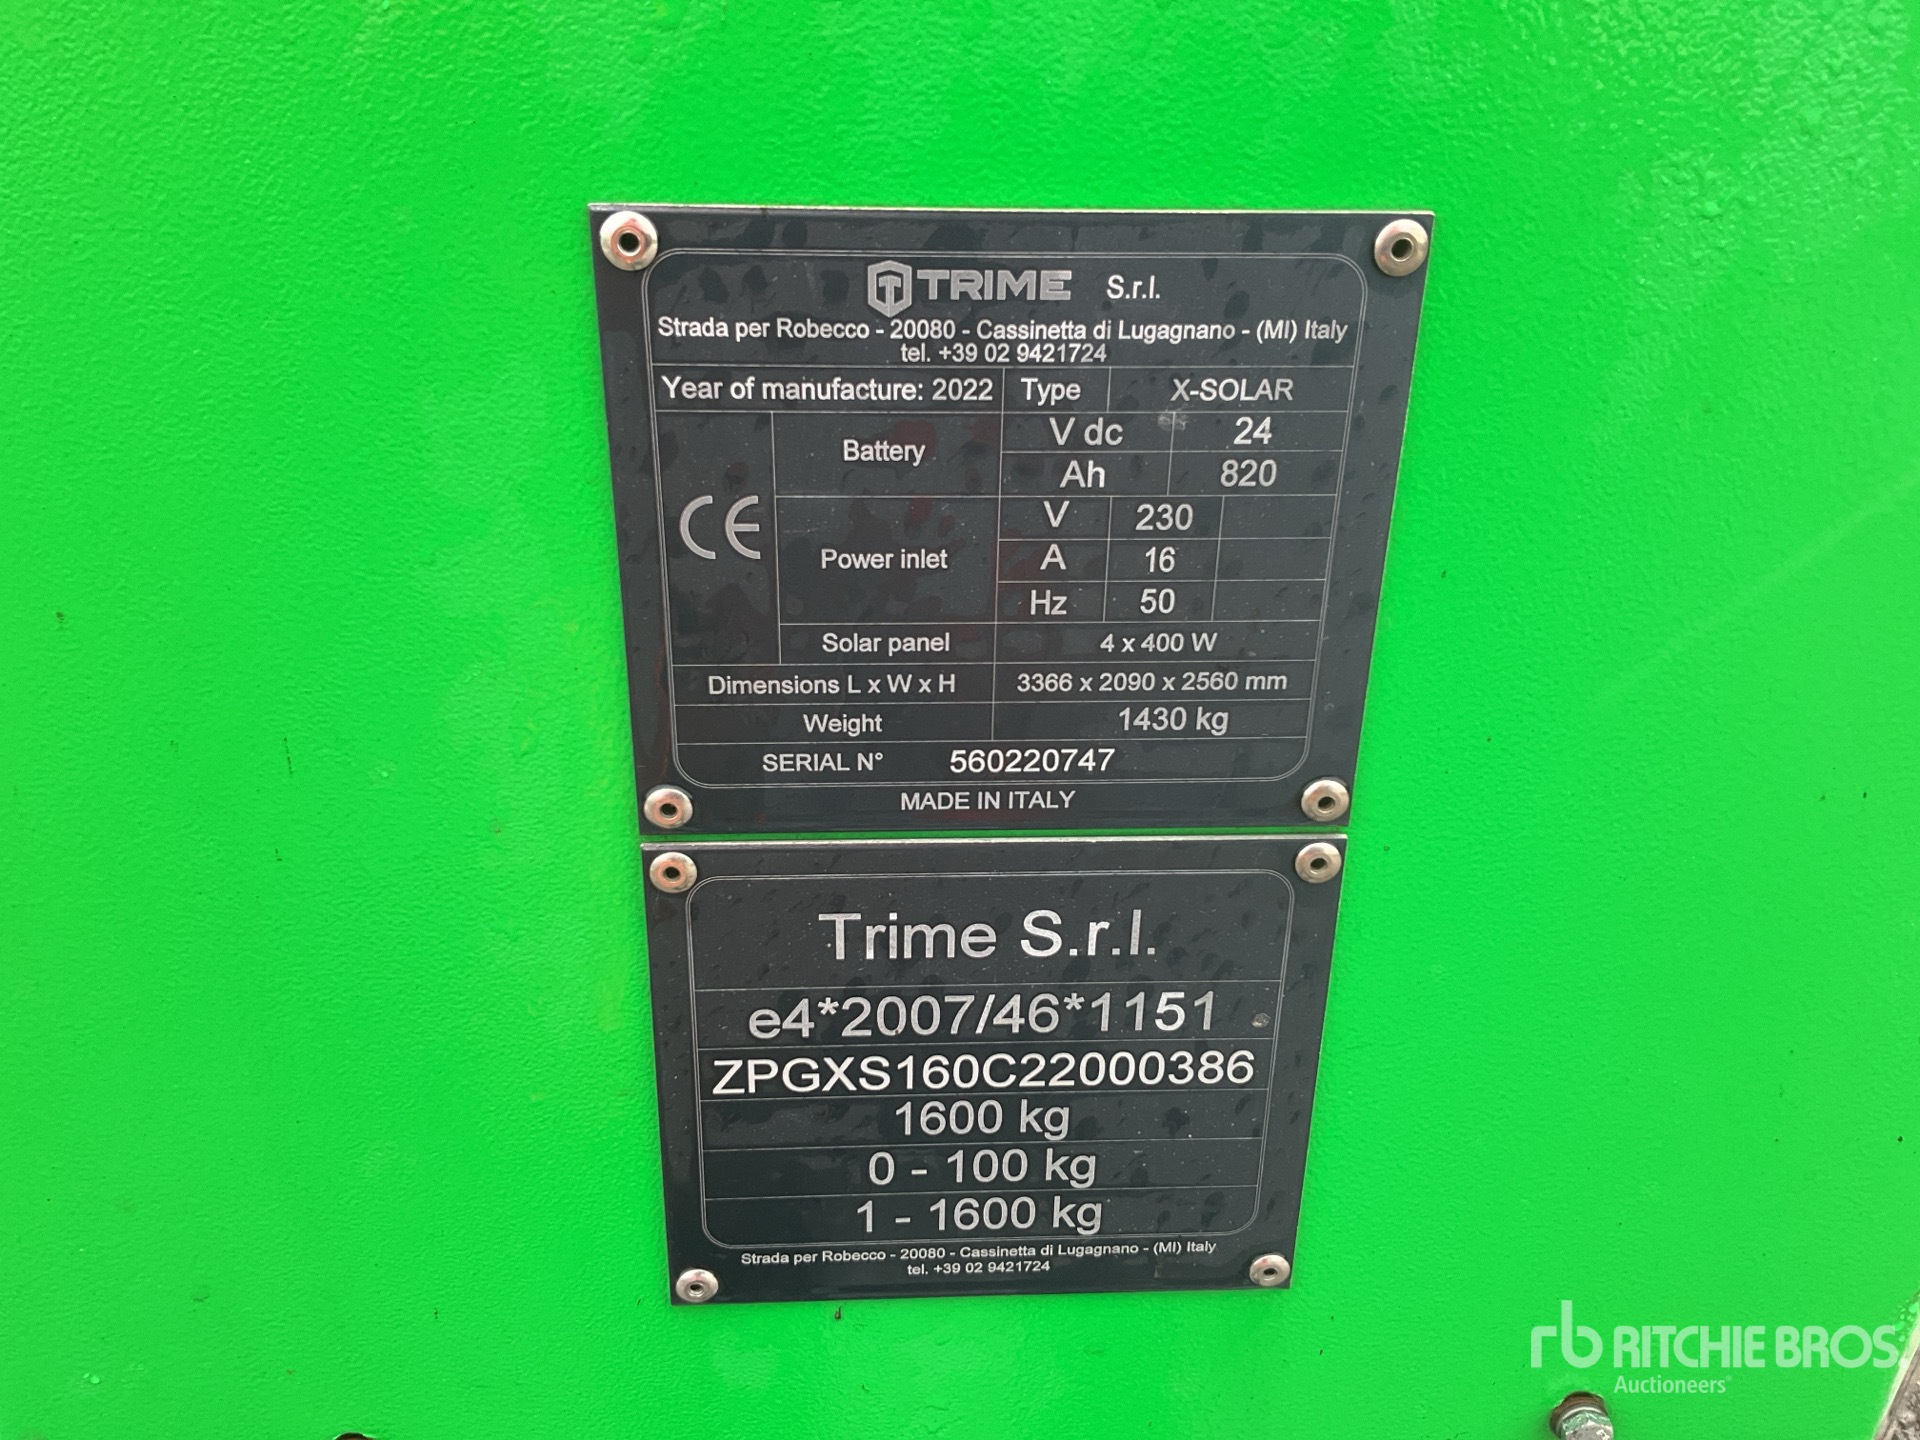 TRIME S.r.l.
Strada per Robecco - 20080 - Cassinetta di Lugagnano - (MI) Italy
tel. +39 02 9421724
Year of manufacture: 2022 Type X-SOLAR
CE
Battery
V dc 24
Ah 820
Power inlet
V 230
A 16
Hz 50
Solar panel 4 x 400 W
Dimensions L x W x H 3366 x 2090 x 2560 mm
Weight 1430 kg
SERIAL N° 560220747
MADE IN ITALY
Trime S.r.l.
e4*2007/46*1151
ZPGXS160C22000386
1600 kg
0 - 100 kg
1 - 1600 kg
Strada per Robecco - 20080 - Cassinetta di Lugagnano - (MI) Italy
tel. +39 02 9421724
rb RITCHIE BROS.
Auctioneers